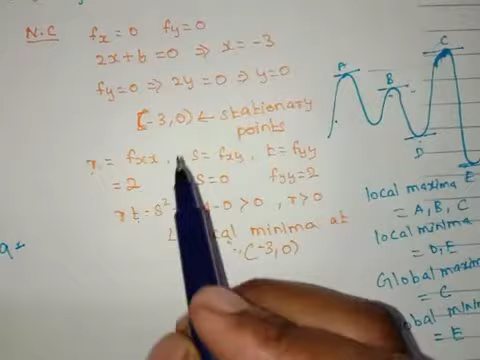 N.C fx=0 fy=0
2x+6=0 ⇒ x=-3
fy=0 ⇒ 2y=0 ⇒ y=0
(-3,0) ← stationary
points
r = fxx, s=fxy, t=fyy
=2 s=0 fyy=2
rt-s²= -0>0, r>0
minima at
(-3,0)
A
B
C
D
E
local maxima
= A, B, C
local minima
= D, E
Global maxima
= C
minima
= E